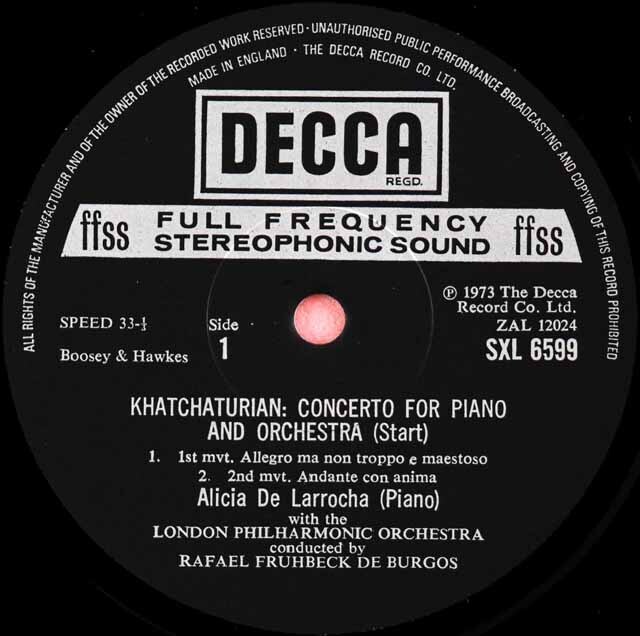 ALL RIGHTS OF THE MANUFACTURER AND OF THE OWNER OF THE RECORDED WORK RESERVED · UNAUTHORISED PUBLIC PERFORMANCE BROADCASTING AND COPYING OF THIS RECORD PROHIBITED
MADE IN ENGLAND · THE DECCA RECORD CO. LTD.
DECCA
REGD.
ffss FULL FREQUENCY STEREOPHONIC SOUND ffss
℗ 1973 The Decca
Record Co. Ltd.
ZAL 12024
SXL 6599
SPEED 33-⅓
Side
1
Boosey & Hawkes
KHATCHATURIAN: CONCERTO FOR PIANO
AND ORCHESTRA (Start)
1. 1st mvt. Allegro ma non troppo e maestoso
2. 2nd mvt. Andante con anima
Alicia De Larrocha (Piano)
with the
LONDON PHILHARMONIC ORCHESTRA
conducted by
RAFAEL FRUHBECK DE BURGOS